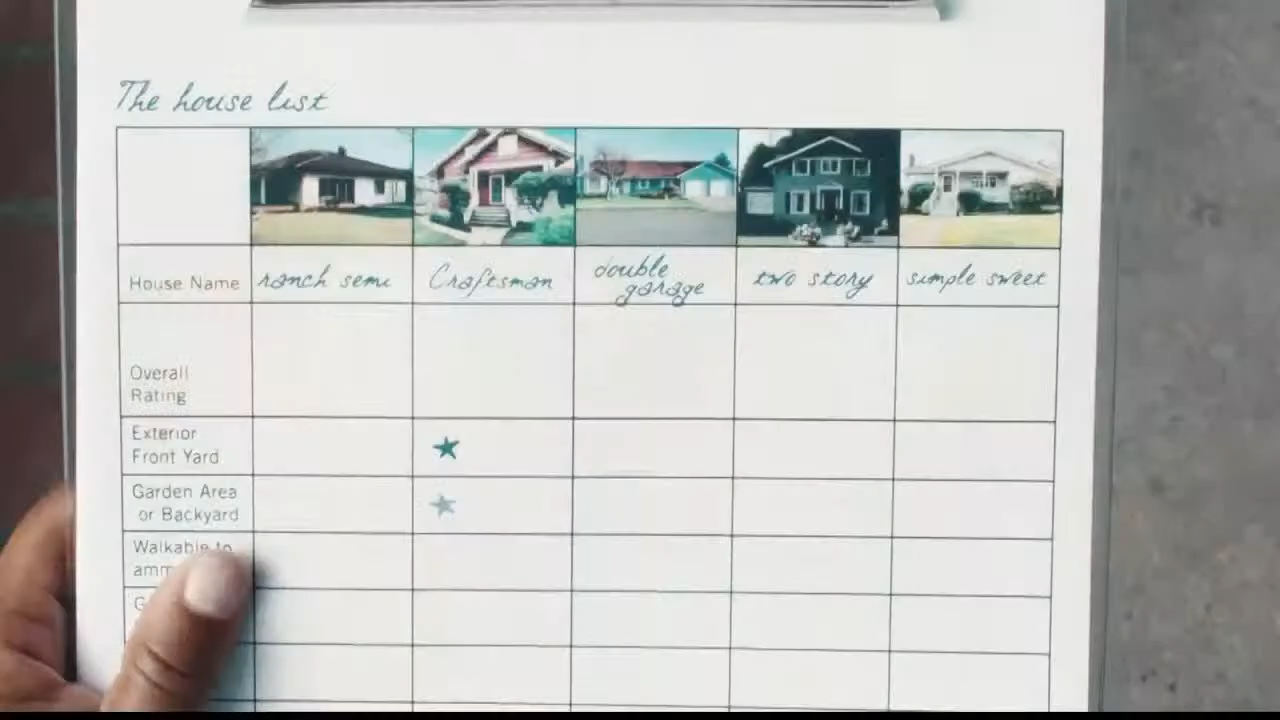 The house list
House Name
ranch semi
Craftsman
double
garage
two story
simple sweet
Overall
Rating
Exterior
Front Yard
Garden Area
or Backyard
Walkable to